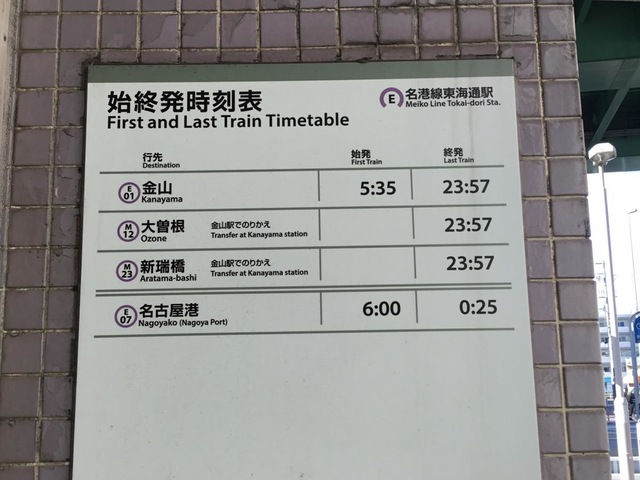 始終発時刻表
First and Last Train Timetable
E 名港線東海通駅
Meiko Line Tokai-dori Sta.
行先 始発 終発
Destination First Train Last Train
E 01 金山 5:35 23:57
Kanayama
M 12 大曽根 金山駅でのりかえ 23:57
Ozone Transfer at Kanayama station
M 23 新瑞橋 金山駅でのりかえ 23:57
Aratama-bashi Transfer at Kanayama station
E 07 名古屋港 6:00 0:25
Nagoyako (Nagoya Port)